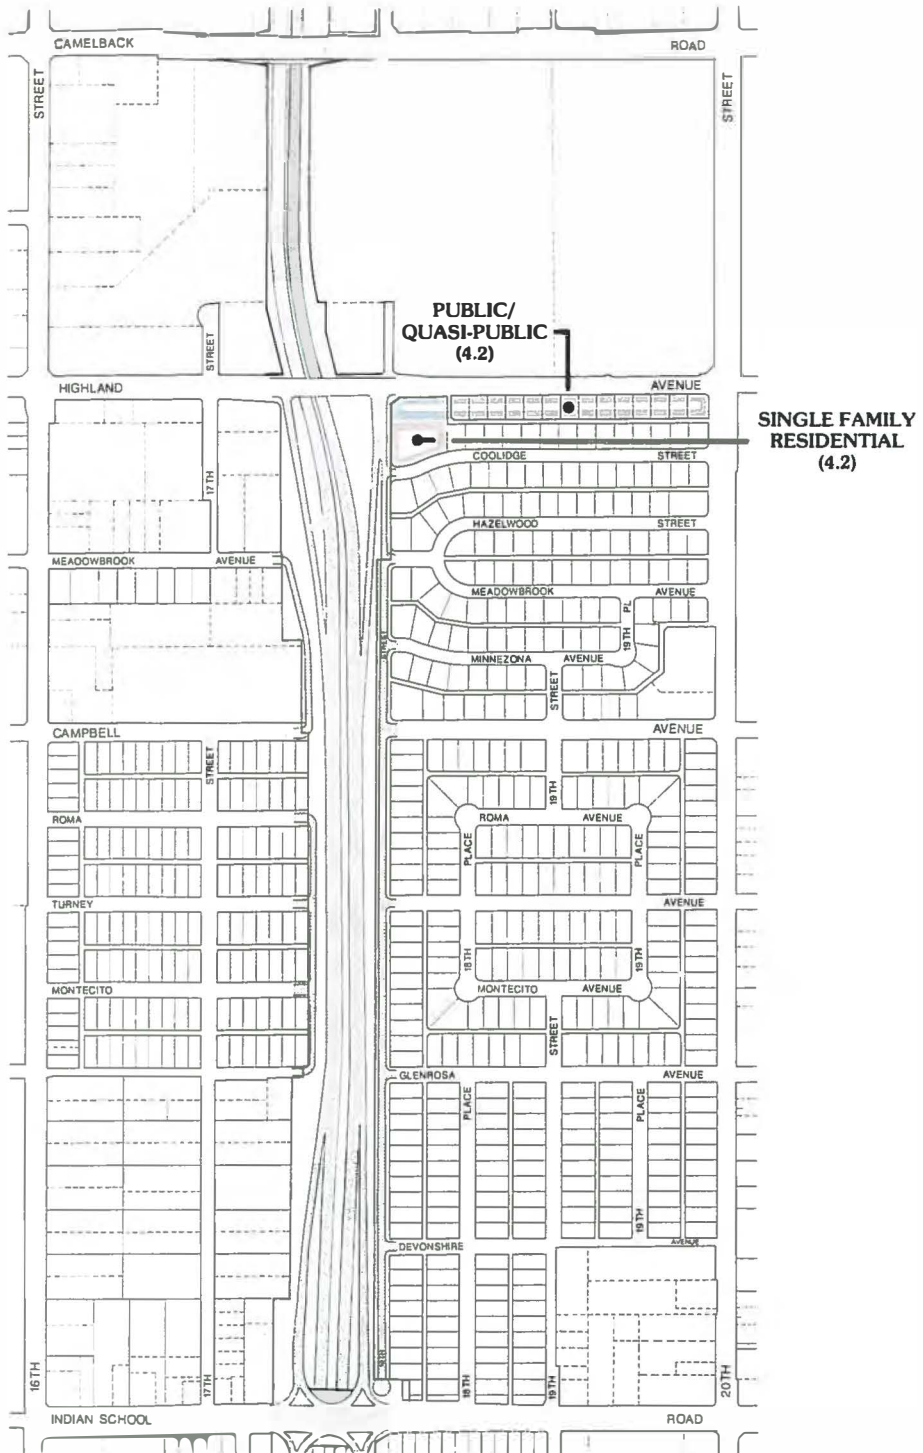 CAMELBACK
ROAD
STREET
STREET
PUBLIC/
QUASI-PUBLIC
(4.2)
STREET
HIGHLAND
AVENUE
SINGLE FAMILY
RESIDENTIAL
(4.2)
COOLIDGE
STREET
17TH
HAZELWOOD
STREET
MEADOWBROOK
AVENUE
MEADOWBROOK
AVENUE
19TH PL
STREET
MINNEZONA
AVENUE
STREET
CAMPBELL
AVENUE
STREET
19TH
ROMA
ROMA
AVENUE
PLACE
PLACE
TURNEY
AVENUE
18TH
19TH
MONTECITO
MONTECITO
AVENUE
STREET
GLENROSA
AVENUE
PLACE
PLACE
19TH
DEVONSHIRE
AVENUE
16TH
17TH
18TH
19TH
20TH
INDIAN SCHOOL
ROAD